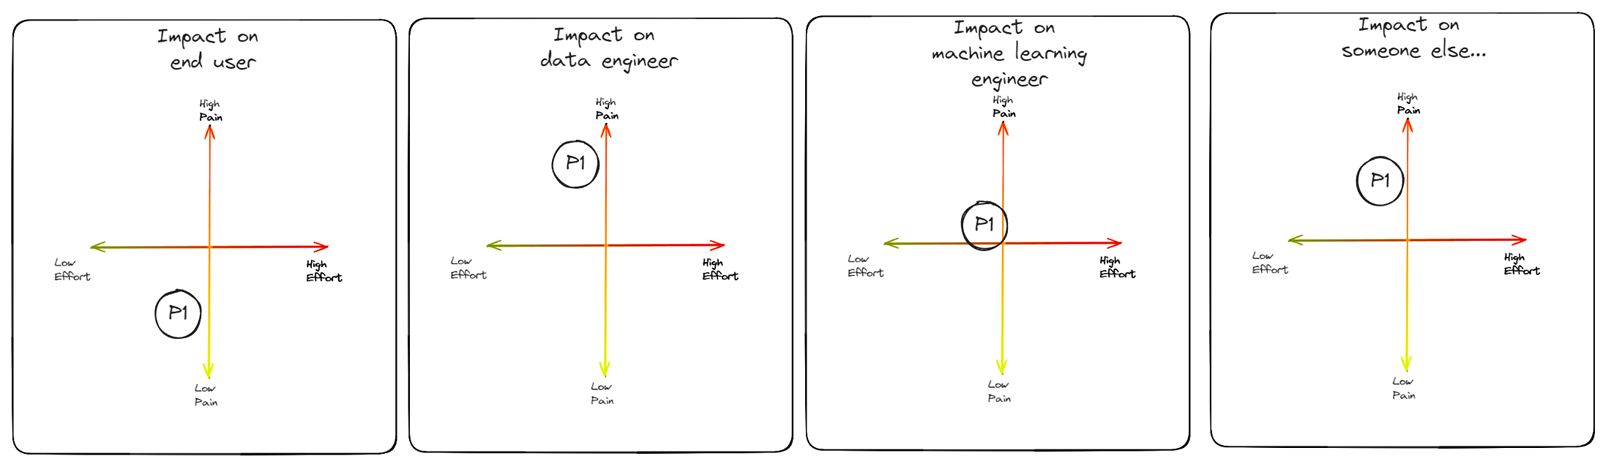 Impact on
end user
High
Pain
Low
Effort
High
Effort
P1
Low
Pain
Impact on
data engineer
High
Pain
P1
Low
Effort
High
Effort
Low
Pain
Impact on
machine learning
engineer
High
Pain
P1
Low
Effort
High
Effort
Low
Pain
Impact on
someone else...
High
Pain
P1
Low
Effort
High
Effort
Low
Pain